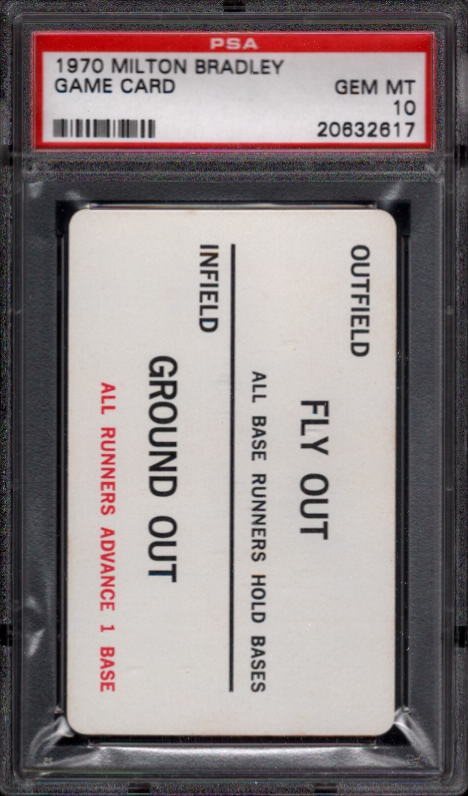 PSA
1970 MILTON BRADLEY
GAME CARD
GEM MT
10
20632617
OUTFIELD
FLY OUT
ALL BASE RUNNERS HOLD BASES
INFIELD
GROUND OUT
ALL RUNNERS ADVANCE 1 BASE